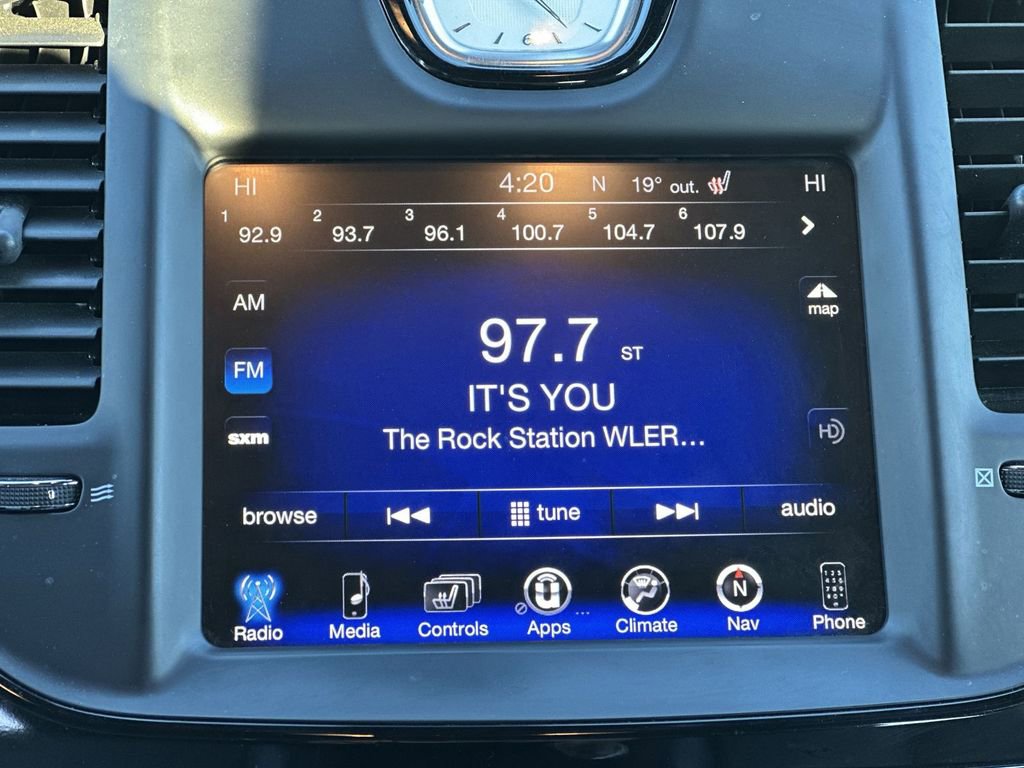 HI 4:20 N 19° out. HI
1 92.9 2 93.7 3 96.1 4 100.7 5 104.7 6 107.9
AM
map
97.7 ST
FM
IT'S YOU
The Rock Station WLER...
sxm
HD
browse tune audio
N
Radio Media Controls Apps Climate Nav Phone